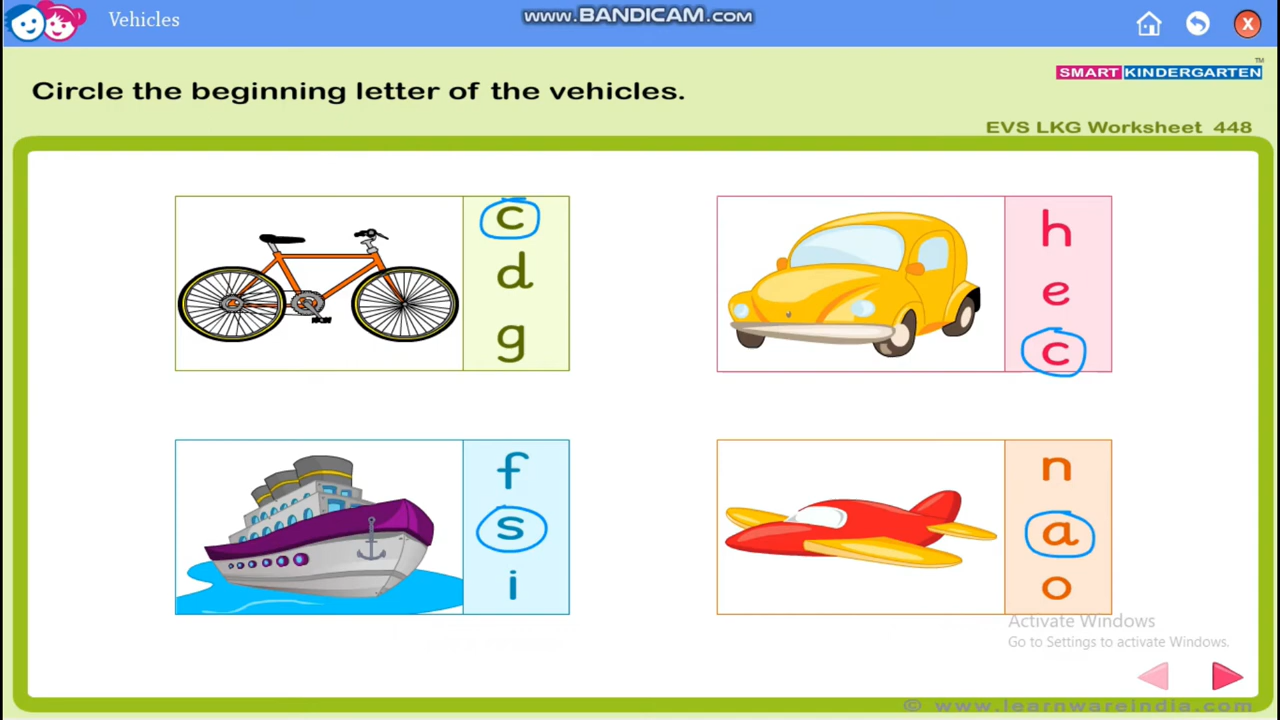 Vehicles
www.BANDICAM.com
Circle the beginning letter of the vehicles.
SMART KINDERGARTEN™
EVS LKG Worksheet 448
c
d
g
h
e
c
f
s
i
n
a
o
Activate Windows
Go to Settings to activate Windows.
© www.learnwareindia.com